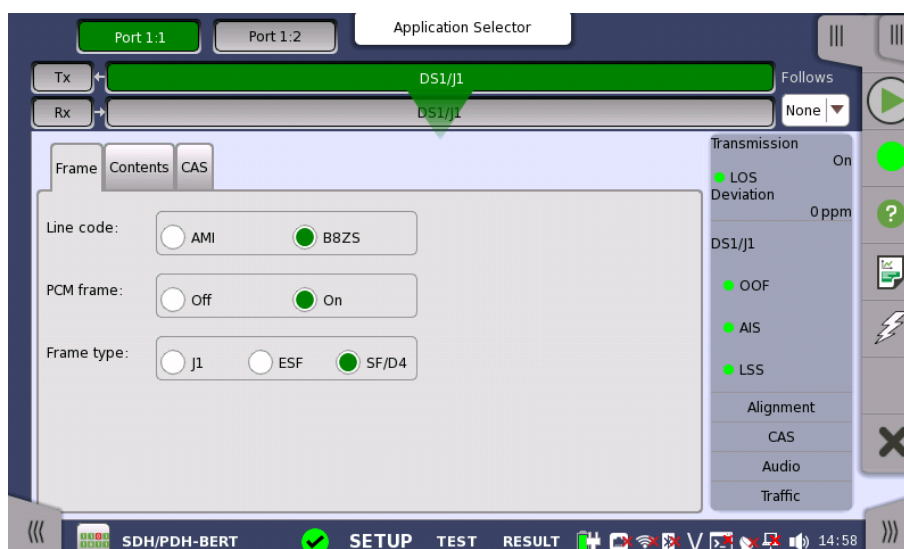 Port 1:1
Port 1:2
Application Selector
Tx
DS1/J1
Follows
Rx
DS1/J1
None
Frame
Contents
CAS
Line code:
AMI
B8ZS
PCM frame:
Off
On
Frame type:
J1
ESF
SF/D4
Transmission
On
LOS
Deviation
0 ppm
DS1/J1
OOF
AIS
LSS
Alignment
CAS
Audio
Traffic
?
SDH/PDH-BERT
SETUP
TEST
RESULT
V
14:58